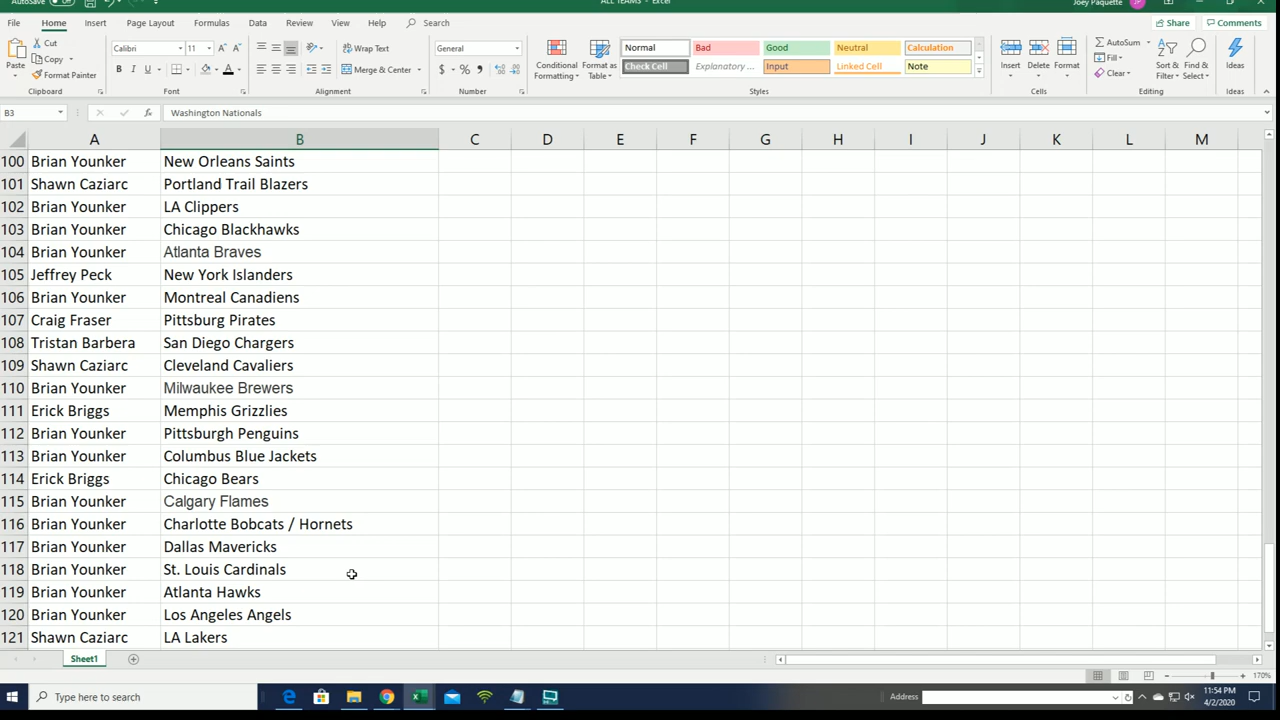 AutoSave Off ALL TEAMS - Excel Joey Paquette JP
File Home Insert Page Layout Formulas Data Review View Help Search Share Comments
Paste Cut Copy Format Painter Clipboard
Calibri 11 B I U A Font
Wrap Text Merge & Center Alignment
General $ % , Number
Conditional Formatting Format as Table
Normal Bad Good Neutral Calculation
Check Cell Explanatory ... Input Linked Cell Note
Styles
Insert Delete Format Cells
AutoSum Fill Clear Sort & Filter Find & Select Editing
Ideas Ideas
B3 fx Washington Nationals
A B C D E F G H I J K L M
100 Brian Younker New Orleans Saints
101 Shawn Caziarc Portland Trail Blazers
102 Brian Younker LA Clippers
103 Brian Younker Chicago Blackhawks
104 Brian Younker Atlanta Braves
105 Jeffrey Peck New York Islanders
106 Brian Younker Montreal Canadiens
107 Craig Fraser Pittsburg Pirates
108 Tristan Barbera San Diego Chargers
109 Shawn Caziarc Cleveland Cavaliers
110 Brian Younker Milwaukee Brewers
111 Erick Briggs Memphis Grizzlies
112 Brian Younker Pittsburgh Penguins
113 Brian Younker Columbus Blue Jackets
114 Erick Briggs Chicago Bears
115 Brian Younker Calgary Flames
116 Brian Younker Charlotte Bobcats / Hornets
117 Brian Younker Dallas Mavericks
118 Brian Younker St. Louis Cardinals
119 Brian Younker Atlanta Hawks
120 Brian Younker Los Angeles Angels
121 Shawn Caziarc LA Lakers
Sheet1
170%
Type here to search Address 11:54 PM
4/2/2020